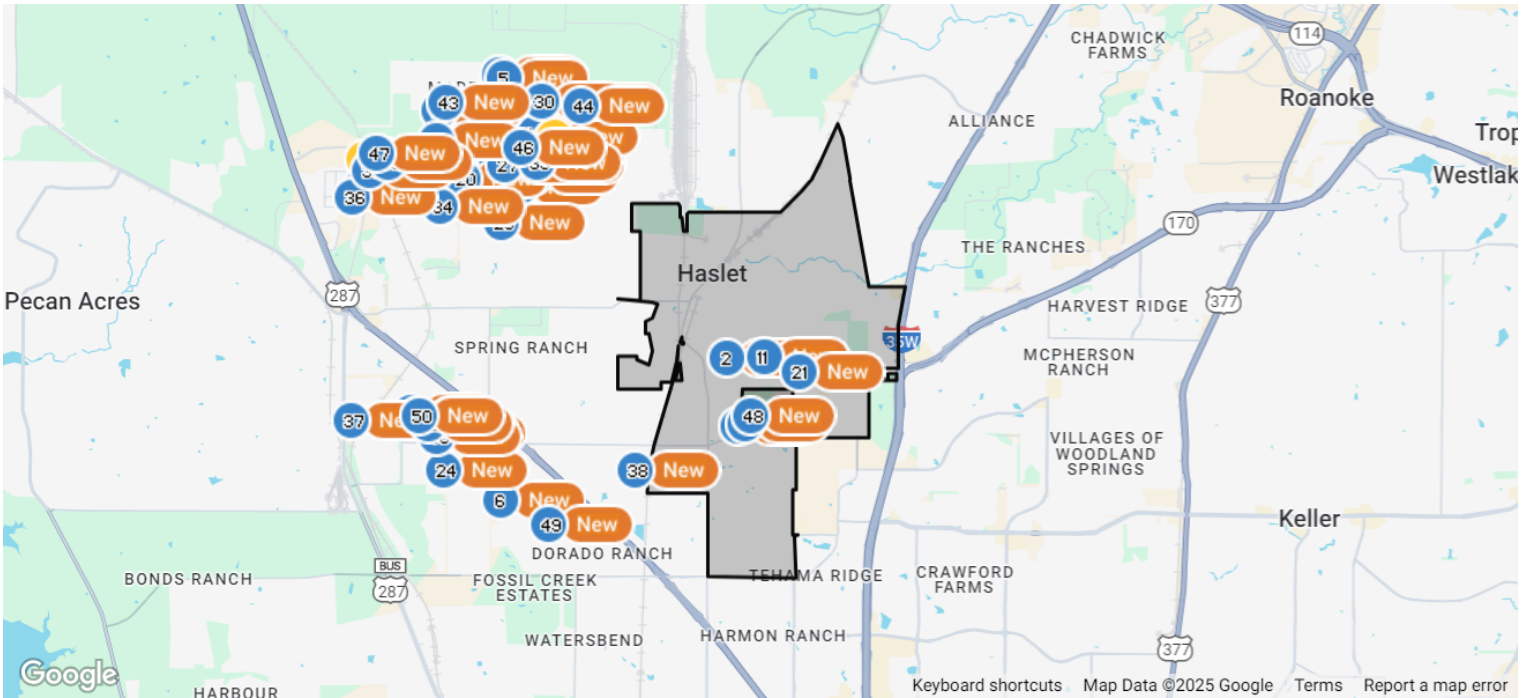 114
CHADWICK
FARMS
Roanoke
ALLIANCE
Trop
Westlak
170
5 New
43 New
30
44 New
New
47 New
46 New
27
20
36 New
34 New
New
Haslet
THE RANCHES
287
Pecan Acres
HARVEST RIDGE
377
35W
SPRING RANCH
MCPHERSON
RANCH
2
11
21 New
37
50 New
48 New
VILLAGES OF
WOODLAND
SPRINGS
24 New
38 New
6 New
49 New
Keller
DORADO RANCH
BUS
287
BONDS RANCH
FOSSIL CREEK
ESTATES
TEHAMA RIDGE
CRAWFORD
FARMS
WATERSBEND
HARMON RANCH
377
Google
HARBOUR
Keyboard shortcuts Map Data ©2025 Google Terms Report a map error